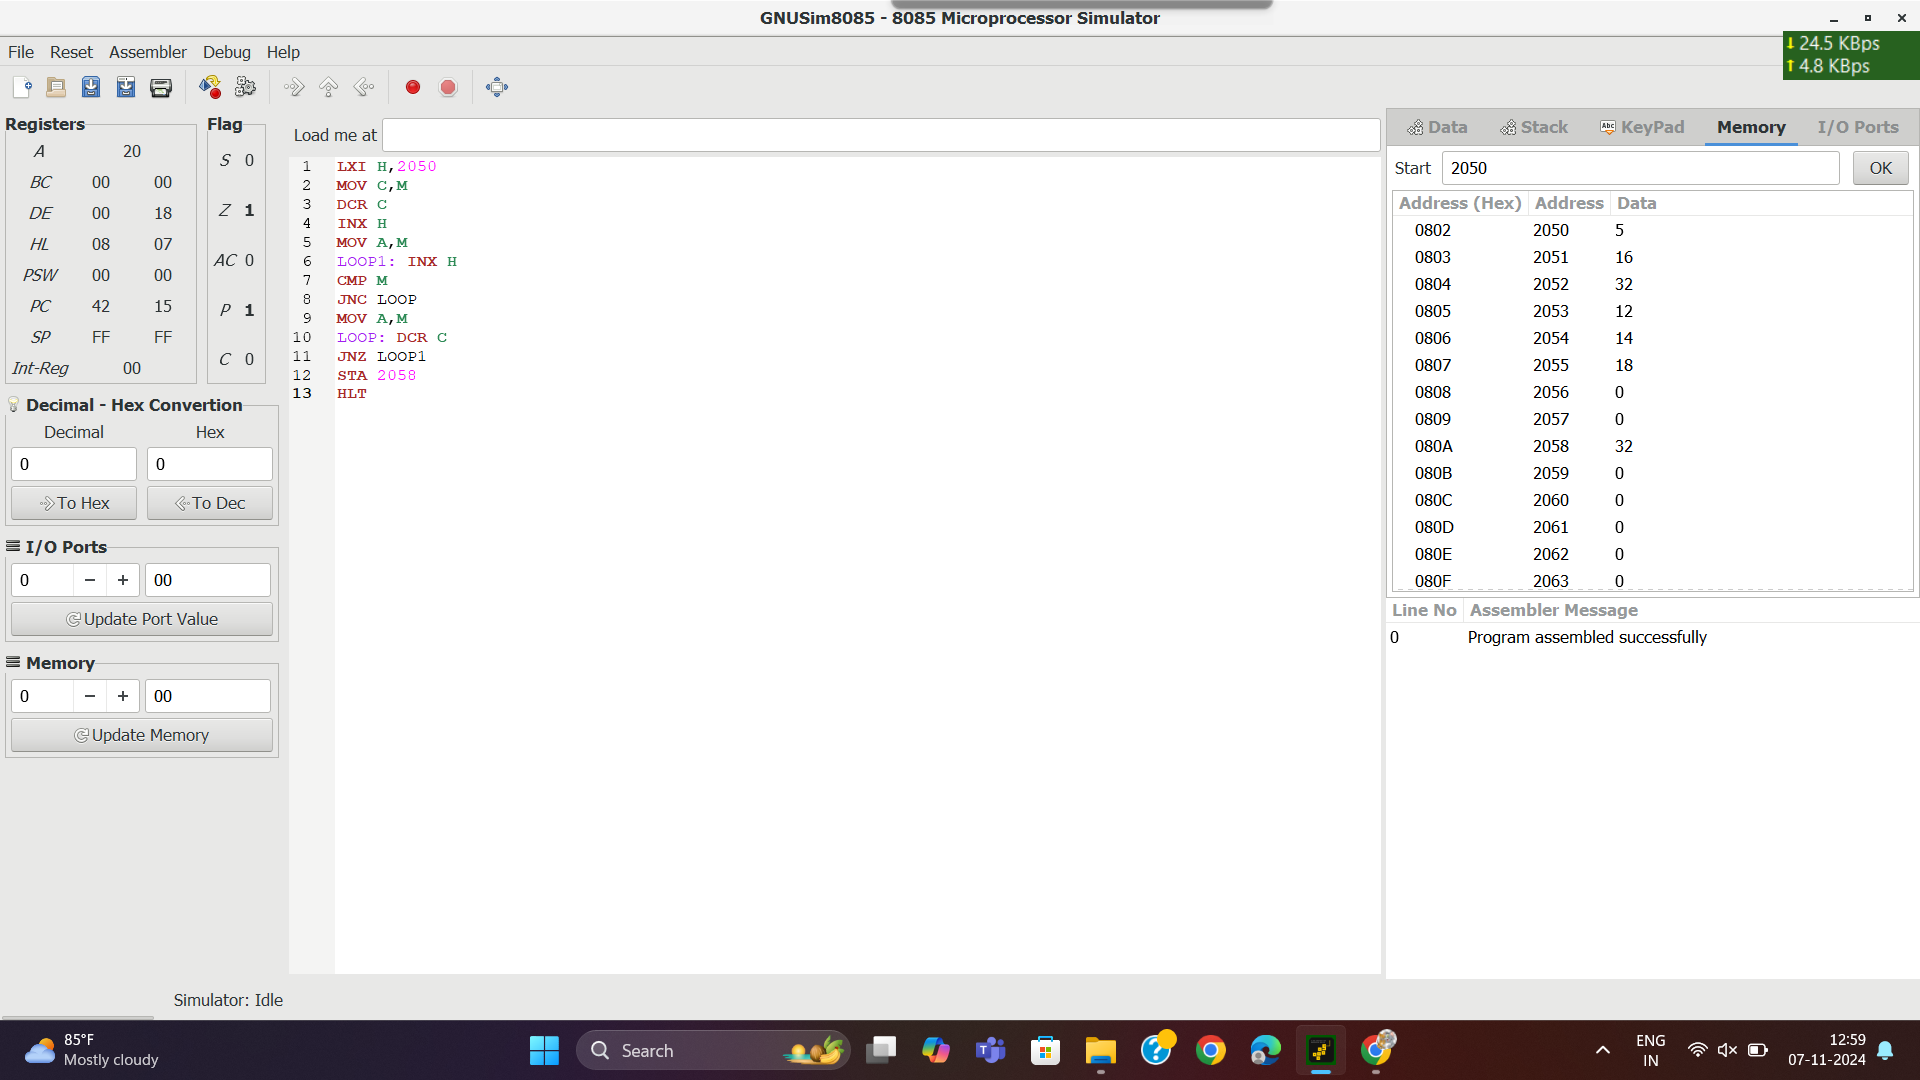 GNUSim8085 - 8085 Microprocessor Simulator
File Reset Assembler Debug Help
24.5 KBps
4.8 KBps
Registers
A 20
BC 00 00
DE 00 18
HL 08 07
PSW 00 00
PC 42 15
SP FF FF
Int-Reg 00
Flag
S 0
Z 1
AC 0
P 1
C 0
Decimal - Hex Convertion
Decimal Hex
0 0
To Hex To Dec
I/O Ports
0 − + 00
Update Port Value
Memory
0 − + 00
Update Memory
Load me at
1 LXI H,2050
2 MOV C,M
3 DCR C
4 INX H
5 MOV A,M
6 LOOP1: INX H
7 CMP M
8 JNC LOOP
9 MOV A,M
10 LOOP: DCR C
11 JNZ LOOP1
12 STA 2058
13 HLT
Data Stack Abc KeyPad Memory I/O Ports
Start 2050 OK
Address (Hex) Address Data
0802 2050 5
0803 2051 16
0804 2052 32
0805 2053 12
0806 2054 14
0807 2055 18
0808 2056 0
0809 2057 0
080A 2058 32
080B 2059 0
080C 2060 0
080D 2061 0
080E 2062 0
080F 2063 0
Line No Assembler Message
0 Program assembled successfully
Simulator: Idle
85°F
Mostly cloudy
Search
ENG
IN
12:59
07-11-2024